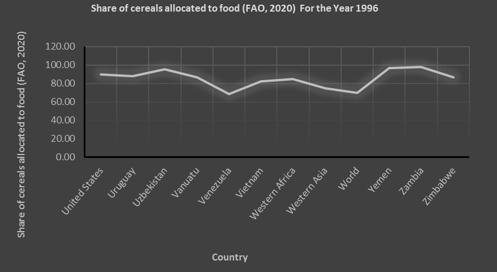 Share of cereals allocated to food (FAO, 2020) For the Year 1996
Share of cereals allocated to food (FAO, 2020)
120.00
100.00
80.00
60.00
40.00
20.00
0.00
United States
Uruguay
Uzbekistan
Vanuatu
Venezuela
Vietnam
Western Africa
Western Asia
World
Yemen
Zambia
Zimbabwe
Country